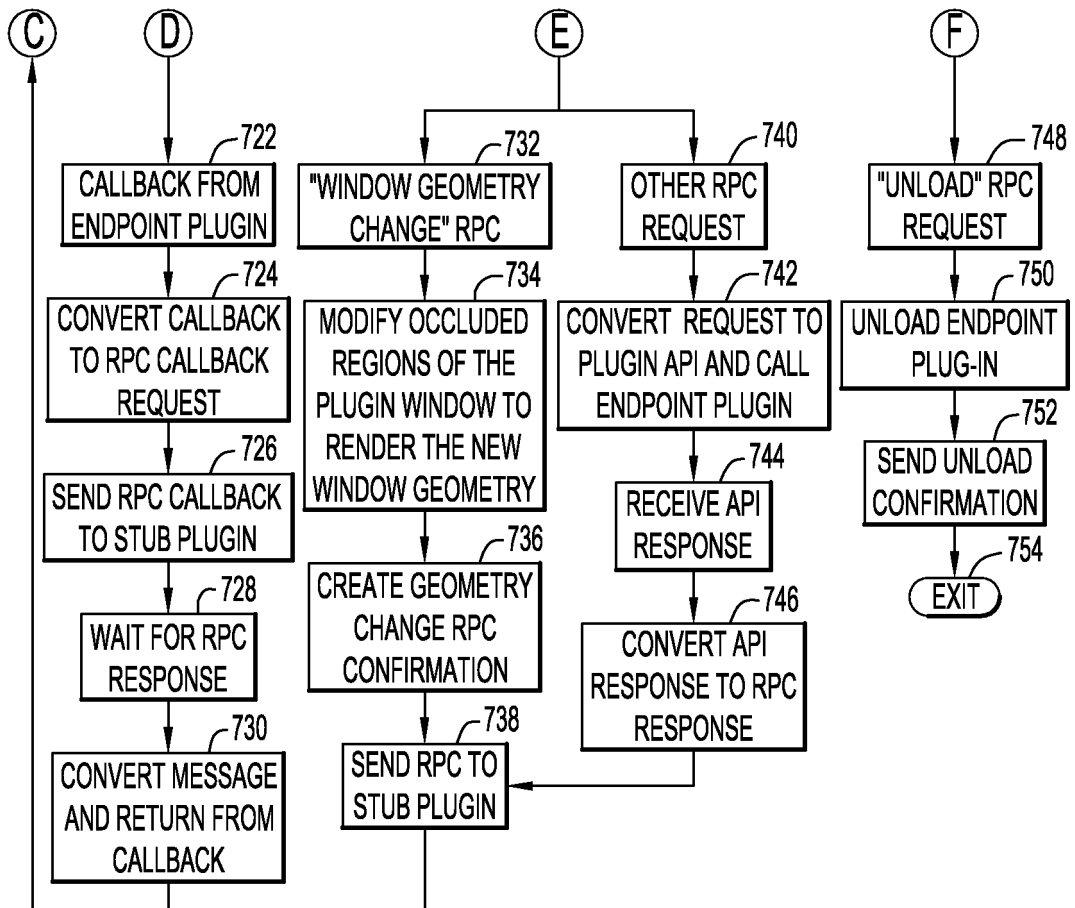 C
D
E
F
722
CALLBACK FROM
ENDPOINT PLUGIN
724
CONVERT CALLBACK
TO RPC CALLBACK
REQUEST
726
SEND RPC CALLBACK
TO STUB PLUGIN
728
WAIT FOR RPC
RESPONSE
730
CONVERT MESSAGE
AND RETURN FROM
CALLBACK
732
"WINDOW GEOMETRY
CHANGE" RPC
734
MODIFY OCCLUDED
REGIONS OF THE
PLUGIN WINDOW TO
RENDER THE NEW
WINDOW GEOMETRY
736
CREATE GEOMETRY
CHANGE RPC
CONFIRMATION
738
SEND RPC TO
STUB PLUGIN
740
OTHER RPC
REQUEST
742
CONVERT REQUEST TO
PLUGIN API AND CALL
ENDPOINT PLUGIN
744
RECEIVE API
RESPONSE
746
CONVERT API
RESPONSE TO RPC
RESPONSE
748
"UNLOAD" RPC
REQUEST
750
UNLOAD ENDPOINT
PLUG-IN
752
SEND UNLOAD
CONFIRMATION
754
EXIT